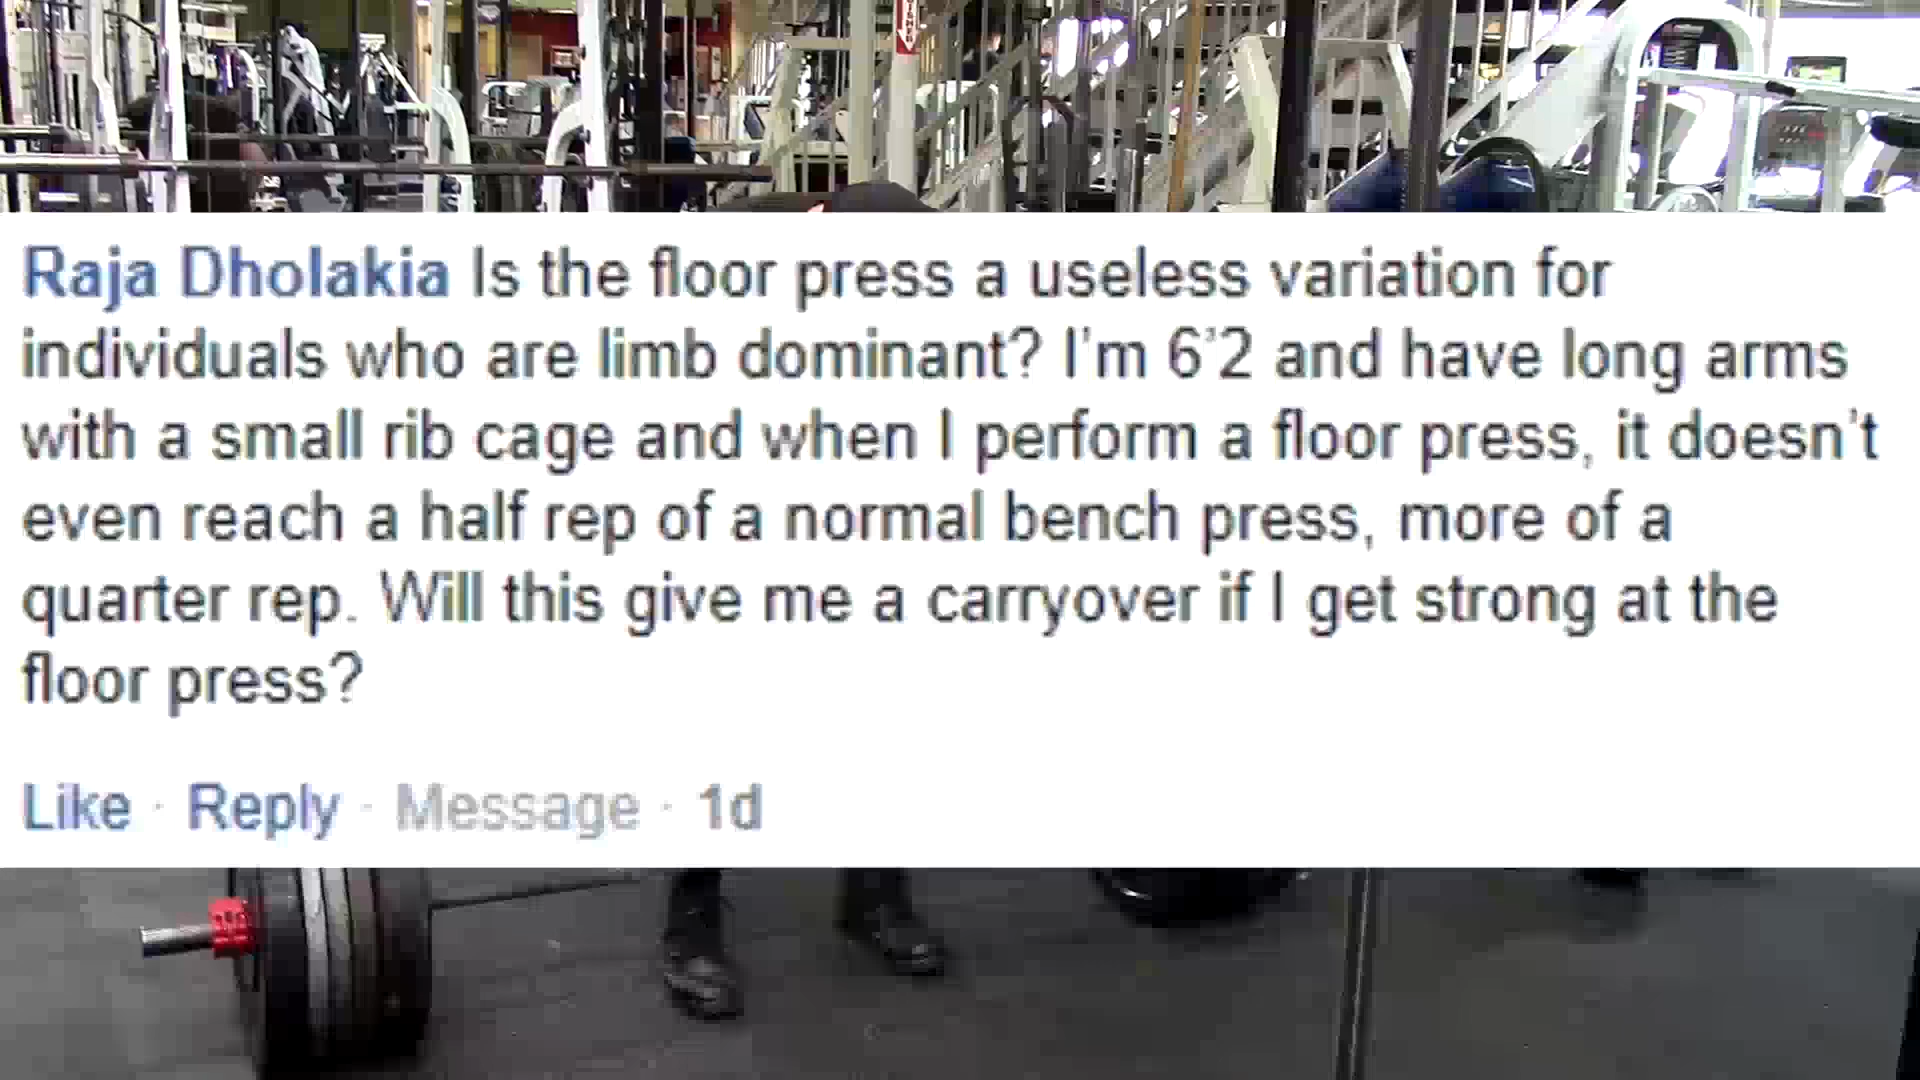 Raja Dholakia Is the floor press a useless variation for
individuals who are limb dominant? I'm 6'2 and have long arms
with a small rib cage and when I perform a floor press, it doesn't
even reach a half rep of a normal bench press, more of a
quarter rep. Will this give me a carryover if I get strong at the
floor press?
Like · Reply · Message · 1d